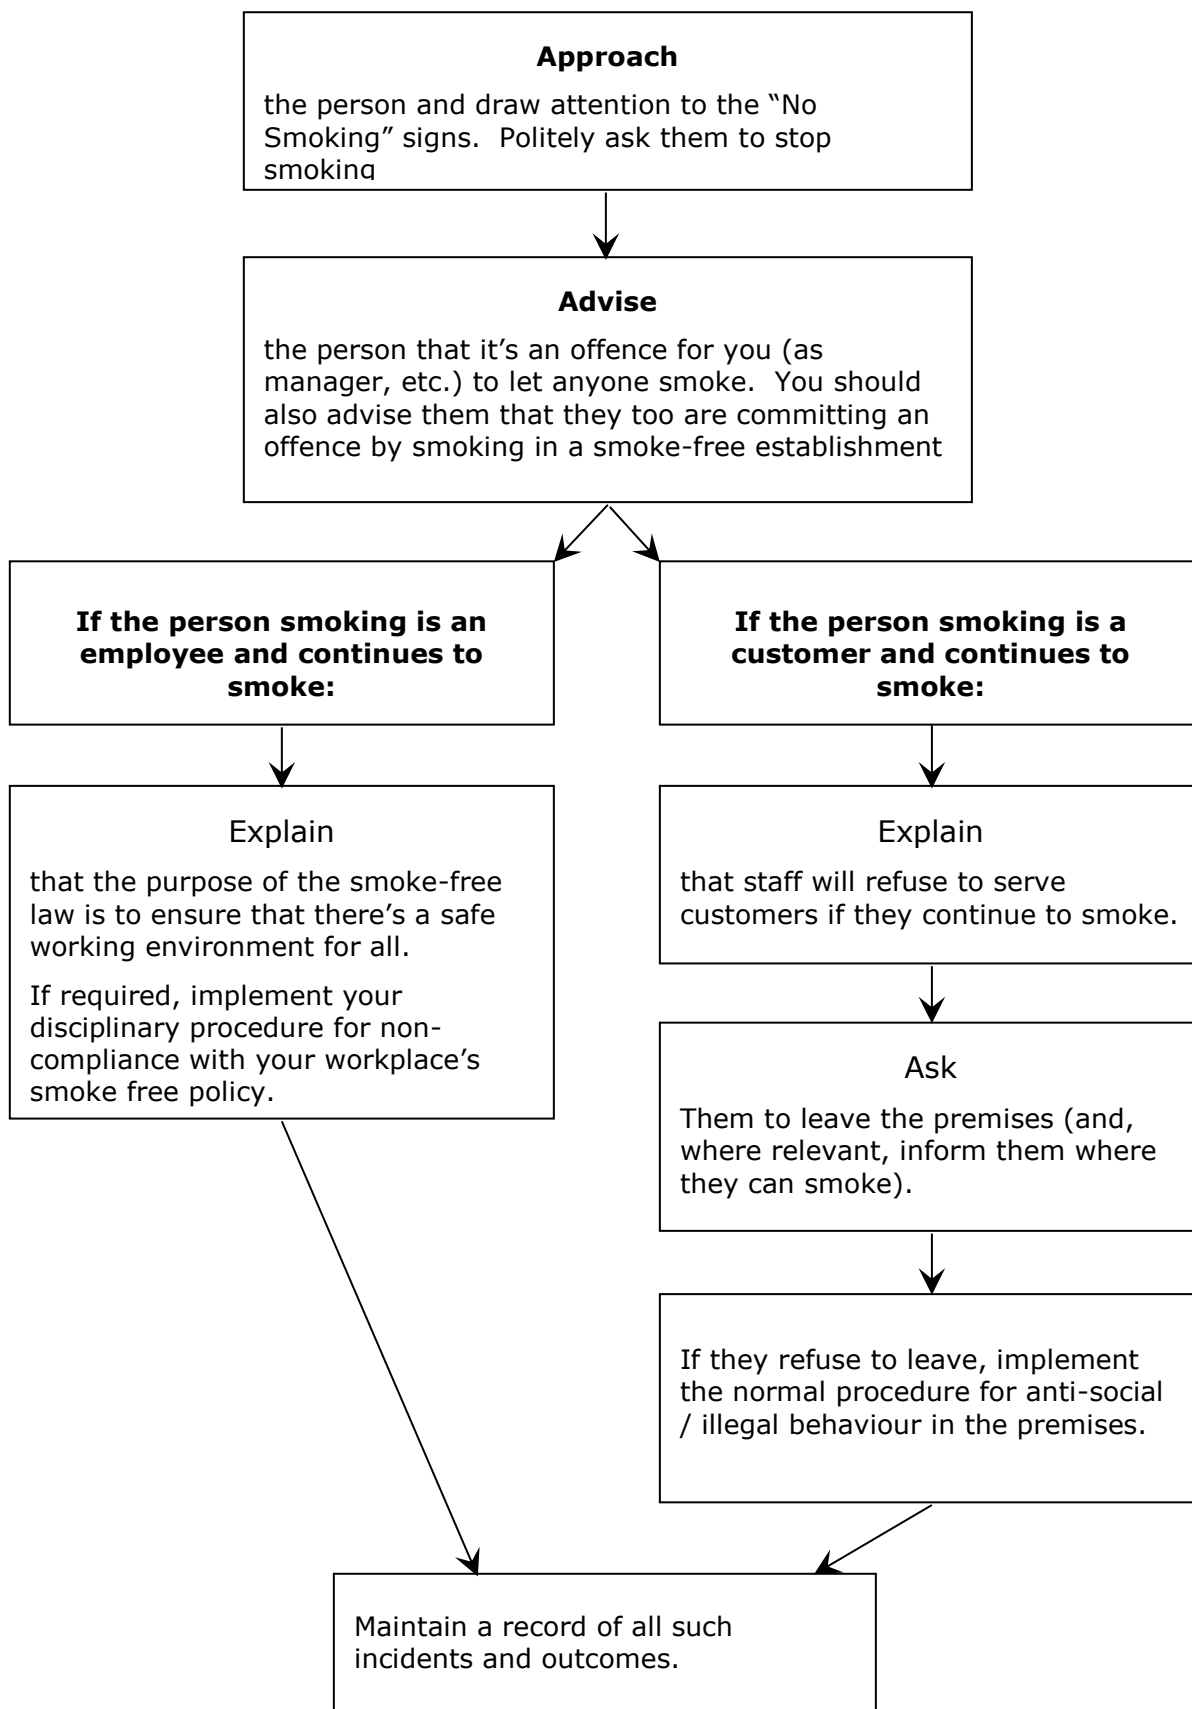 Approach
the person and draw attention to the “No
Smoking” signs.  Politely ask them to stop
smoking
Advise
the person that it’s an offence for you (as
manager, etc.) to let anyone smoke.  You should
also advise them that they too are committing an
offence by smoking in a smoke-free establishment
If the person smoking is an
employee and continues to
smoke:
If the person smoking is a
customer and continues to
smoke:
Explain
that the purpose of the smoke-free
law is to ensure that there’s a safe
working environment for all.
If required, implement your
disciplinary procedure for non-
compliance with your workplace’s
smoke free policy.
Explain
that staff will refuse to serve
customers if they continue to smoke.
Ask
Them to leave the premises (and,
where relevant, inform them where
they can smoke).
If they refuse to leave, implement
the normal procedure for anti-social
/ illegal behaviour in the premises.
Maintain a record of all such
incidents and outcomes.